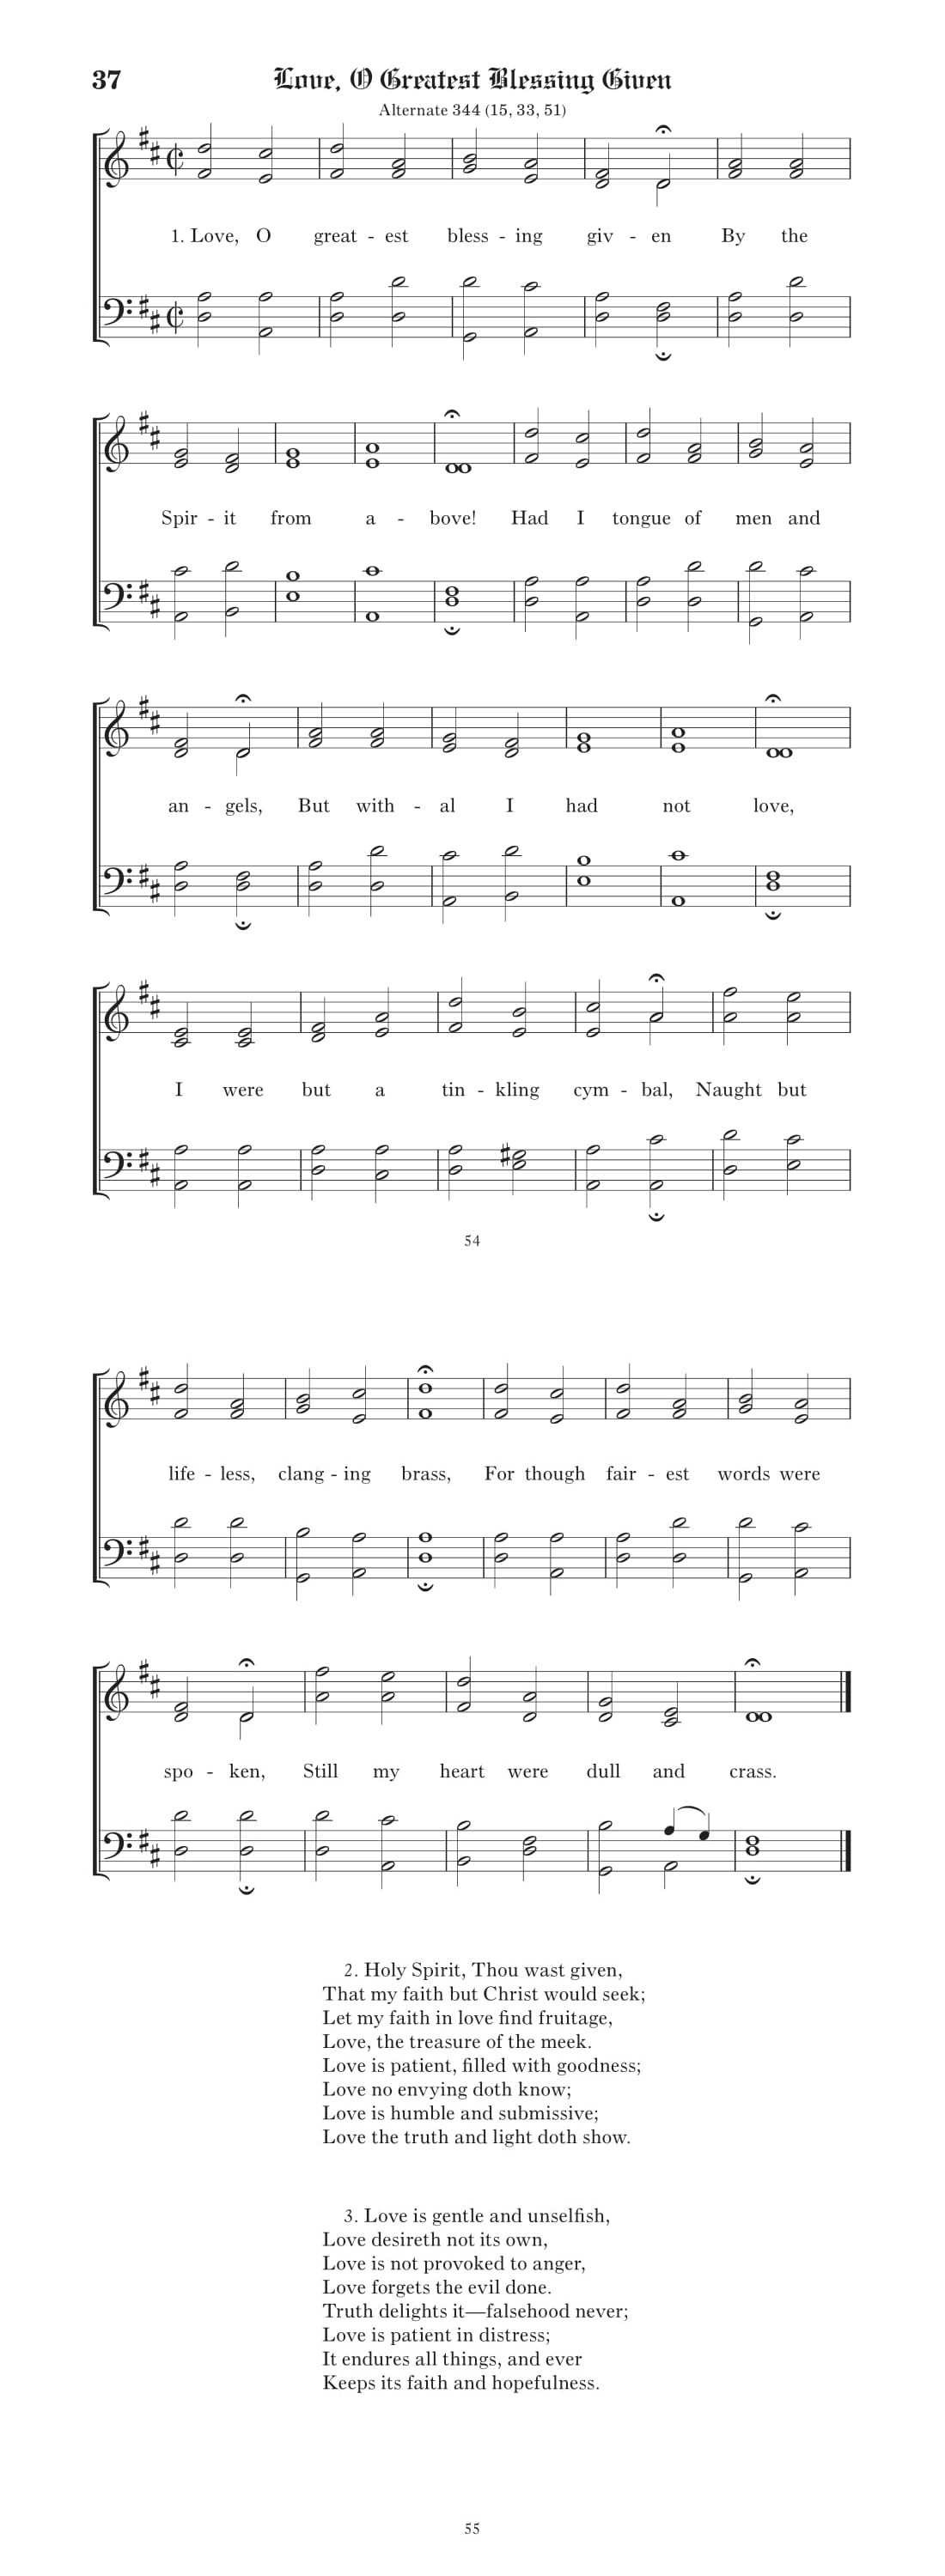 37 Love, O Greatest Blessing Given
Alternate 344 (15, 33, 51)
1. Love, O great - est bless - ing giv - en By the
Spir - it from a - bove! Had I tongue of men and
an - gels, But with - al I had not love,
I were but a tin - kling cym - bal, Naught but
54
life - less, clang - ing brass, For though fair - est words were
spo - ken, Still my heart were dull and crass.
2. Holy Spirit, Thou wast given,
That my faith but Christ would seek;
Let my faith in love find fruitage,
Love, the treasure of the meek.
Love is patient, filled with goodness;
Love no envying doth know;
Love is humble and submissive;
Love the truth and light doth show.
3. Love is gentle and unselfish,
Love desireth not its own,
Love is not provoked to anger,
Love forgets the evil done.
Truth delights it—falsehood never;
Love is patient in distress;
It endures all things, and ever
Keeps its faith and hopefulness.
55